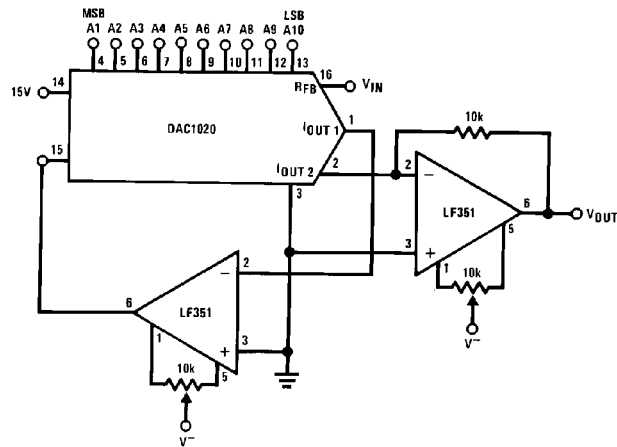 MSB LSB
A1 A2 A3 A4 A5 A6 A7 A8 A9 A10
4 5 6 7 8 9 10 11 12 13
15V 14
RFB 16 VIN
DAC1020
IOUT 1 1
15
IOUT 2 2
3
10k
2 −
LF351
6 VOUT
3 +
5
1
10k
V−
2 −
6
LF351
3 +
1
10k
5
V−